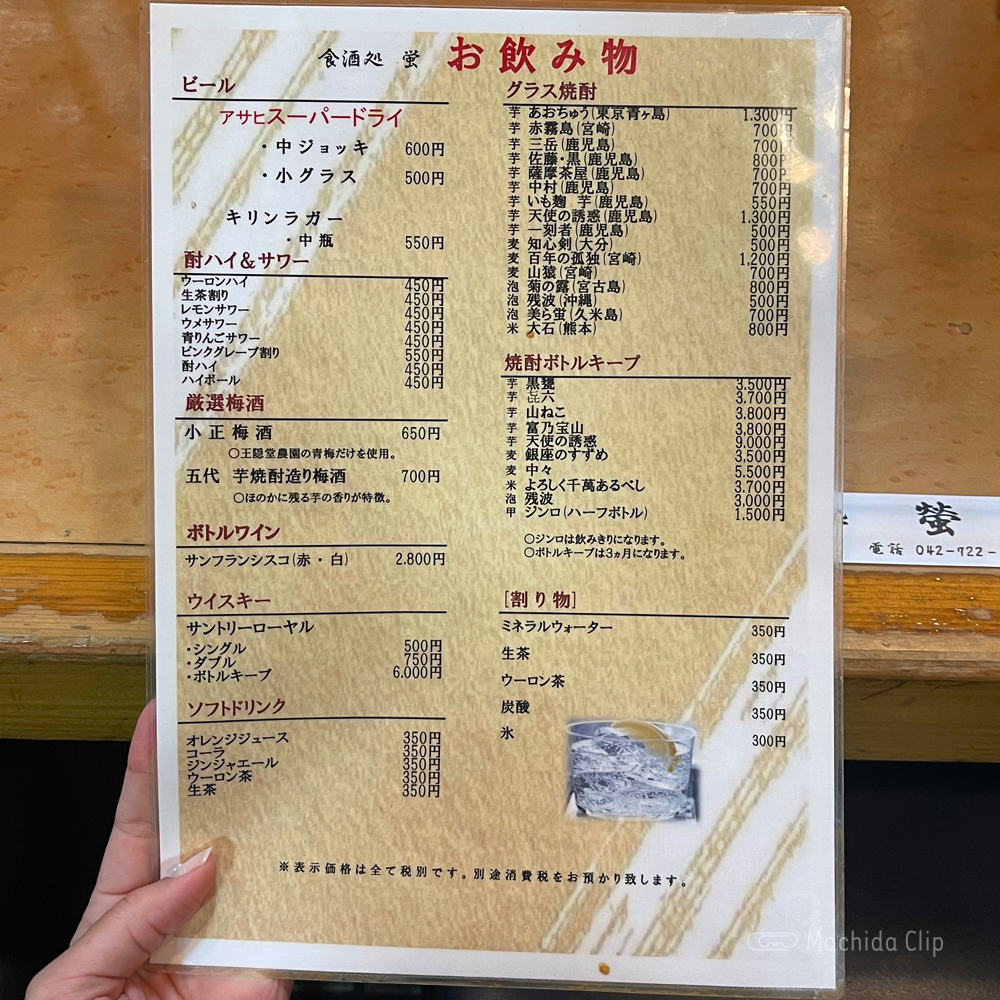 食酒処 蛍 お飲み物
ビール
アサヒスーパードライ
・中ジョッキ 600円
・小グラス 500円
キリンラガー
・中瓶 550円
酎ハイ＆サワー
ウーロンハイ 450円
生茶割り 450円
レモンサワー 450円
ウメサワー 450円
青りんごサワー 450円
ピンクグレープ割り 550円
酎ハイ 450円
ハイボール 450円
厳選梅酒
小正梅酒 650円
○王隠堂農園の青梅だけを使用。
五代 芋焼酎造り梅酒 700円
○ほのかに残る芋の香りが特徴。
ボトルワイン
サンフランシスコ(赤・白) 2.800円
ウイスキー
サントリーローヤル
・シングル 500円
・ダブル 750円
・ボトルキープ 6.000円
ソフトドリンク
オレンジジュース 350円
コーラ 350円
ジンジャエール 350円
ウーロン茶 350円
生茶 350円
グラス焼酎
芋 あおちゅう(東京青ヶ島) 1.300円
芋 赤霧島(宮崎) 700円
芋 三岳(鹿児島) 700円
芋 佐藤・黒(鹿児島) 800円
芋 薩摩茶屋(鹿児島) 700円
芋 中村(鹿児島) 700円
芋 いも麹 芋(鹿児島) 550円
芋 天使の誘惑(鹿児島) 1.300円
芋 一刻者(鹿児島) 500円
麦 知心剣(大分) 500円
麦 百年の孤独(宮崎) 1,200円
麦 山猿(宮崎) 700円
泡 菊の露(宮古島) 800円
泡 残波(沖縄) 500円
泡 美ら蛍(久米島) 700円
米 大石(熊本) 800円
焼酎ボトルキープ
芋 黒甕 3.500円
芋 㐂六 3.700円
芋 山ねこ 3.800円
芋 富乃宝山 3,800円
芋 天使の誘惑 9.000円
麦 銀座のすずめ 3,500円
麦 中々 5.500円
米 よろしく千萬あるべし 3.700円
泡 残波 3,000円
甲 ジンロ(ハーフボトル) 1.500円
○ジンロは飲みきりになります。
○ボトルキープは3ヵ月になります。
[割り物]
ミネラルウォーター 350円
生茶 350円
ウーロン茶 350円
炭酸 350円
氷 300円
※表示価格は全て税別です。別途消費税をお預かり致します。
螢
電話 042-722-
Machida Clip